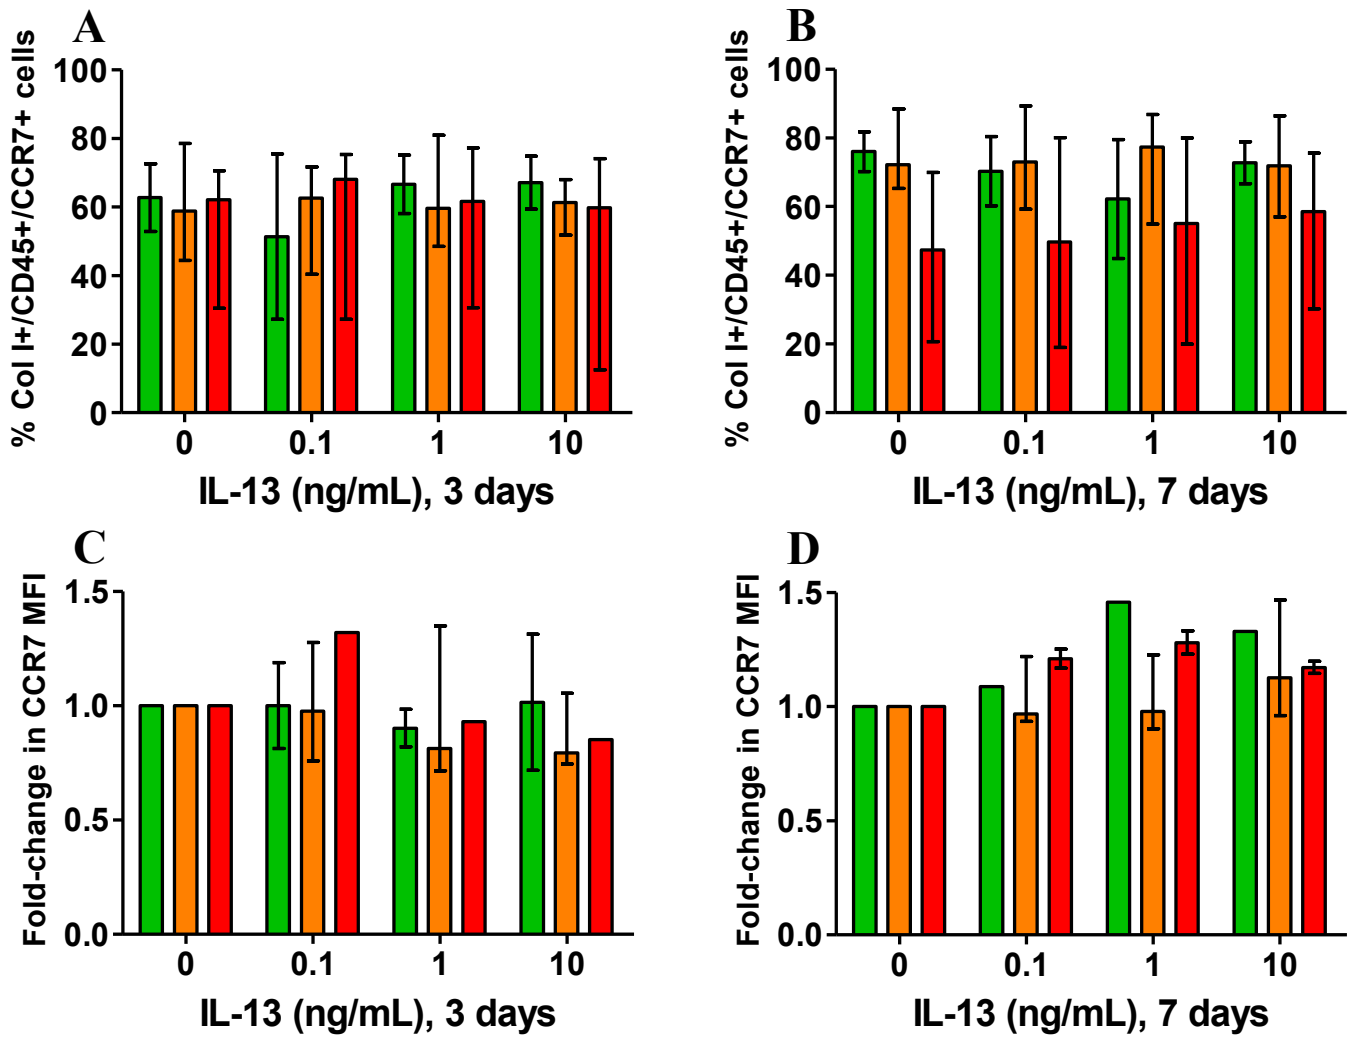 A
% Col I+/CD45+/CCR7+ cells
100
80
60
40
20
0
0 0.1 1 10
IL-13 (ng/mL), 3 days
B
% Col I+/CD45+/CCR7+ cells
100
80
60
40
20
0
0 0.1 1 10
IL-13 (ng/mL), 7 days
C
Fold-change in CCR7 MFI
1.5
1.0
0.5
0.0
0 0.1 1 10
IL-13 (ng/mL), 3 days
D
Fold-change in CCR7 MFI
1.5
1.0
0.5
0.0
0 0.1 1 10
IL-13 (ng/mL), 7 days